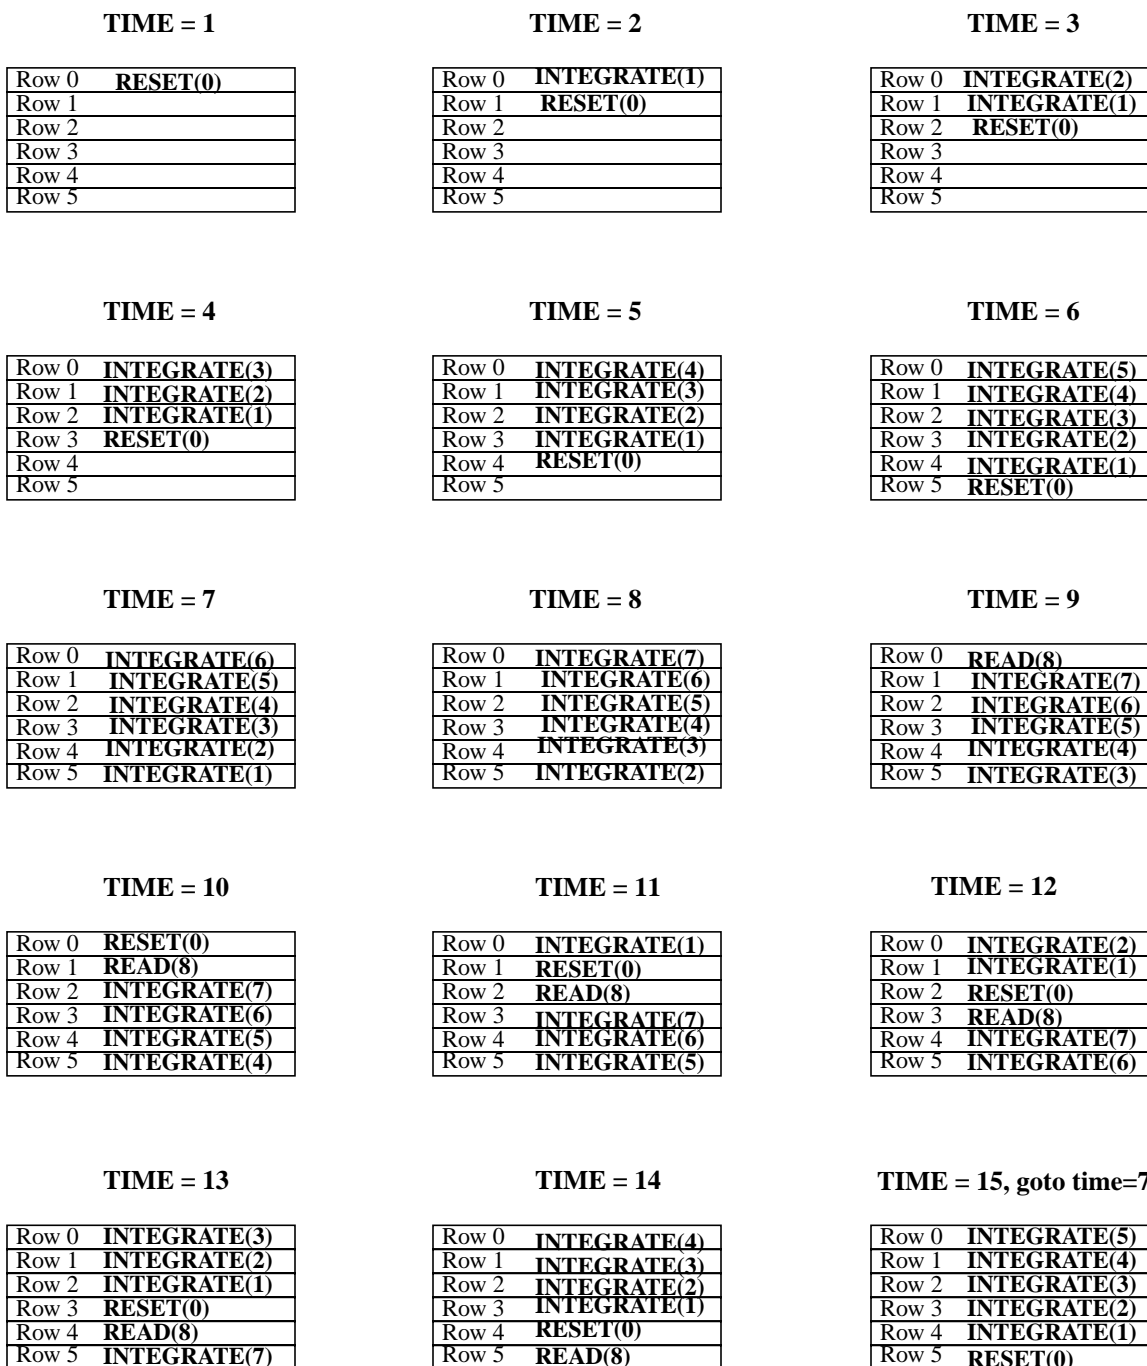 TIME = 1 TIME = 2 TIME = 3
Row 0 RESET(0) Row 0 INTEGRATE(1) Row 0 INTEGRATE(2)
Row 1 Row 1 RESET(0) Row 1 INTEGRATE(1)
Row 2 Row 2 Row 2 RESET(0)
Row 3 Row 3 Row 3
Row 4 Row 4 Row 4
Row 5 Row 5 Row 5
TIME = 4 TIME = 5 TIME = 6
Row 0 INTEGRATE(3) Row 0 INTEGRATE(4) Row 0 INTEGRATE(5)
Row 1 INTEGRATE(2) Row 1 INTEGRATE(3) Row 1 INTEGRATE(4)
Row 2 INTEGRATE(1) Row 2 INTEGRATE(2) Row 2 INTEGRATE(3)
Row 3 RESET(0) Row 3 INTEGRATE(1) Row 3 INTEGRATE(2)
Row 4 Row 4 RESET(0) Row 4 INTEGRATE(1)
Row 5 Row 5 Row 5 RESET(0)
TIME = 7 TIME = 8 TIME = 9
Row 0 INTEGRATE(6) Row 0 INTEGRATE(7) Row 0 READ(8)
Row 1 INTEGRATE(5) Row 1 INTEGRATE(6) Row 1 INTEGRATE(7)
Row 2 INTEGRATE(4) Row 2 INTEGRATE(5) Row 2 INTEGRATE(6)
Row 3 INTEGRATE(3) Row 3 INTEGRATE(4) Row 3 INTEGRATE(5)
Row 4 INTEGRATE(2) Row 4 INTEGRATE(3) Row 4 INTEGRATE(4)
Row 5 INTEGRATE(1) Row 5 INTEGRATE(2) Row 5 INTEGRATE(3)
TIME = 10 TIME = 11 TIME = 12
Row 0 RESET(0) Row 0 INTEGRATE(1) Row 0 INTEGRATE(2)
Row 1 READ(8) Row 1 RESET(0) Row 1 INTEGRATE(1)
Row 2 INTEGRATE(7) Row 2 READ(8) Row 2 RESET(0)
Row 3 INTEGRATE(6) Row 3 INTEGRATE(7) Row 3 READ(8)
Row 4 INTEGRATE(5) Row 4 INTEGRATE(6) Row 4 INTEGRATE(7)
Row 5 INTEGRATE(4) Row 5 INTEGRATE(5) Row 5 INTEGRATE(6)
TIME = 13 TIME = 14 TIME = 15, goto time=7
Row 0 INTEGRATE(3) Row 0 INTEGRATE(4) Row 0 INTEGRATE(5)
Row 1 INTEGRATE(2) Row 1 INTEGRATE(3) Row 1 INTEGRATE(4)
Row 2 INTEGRATE(1) Row 2 INTEGRATE(2) Row 2 INTEGRATE(3)
Row 3 RESET(0) Row 3 INTEGRATE(1) Row 3 INTEGRATE(2)
Row 4 READ(8) Row 4 RESET(0) Row 4 INTEGRATE(1)
Row 5 INTEGRATE(7) Row 5 READ(8) Row 5 RESET(0)